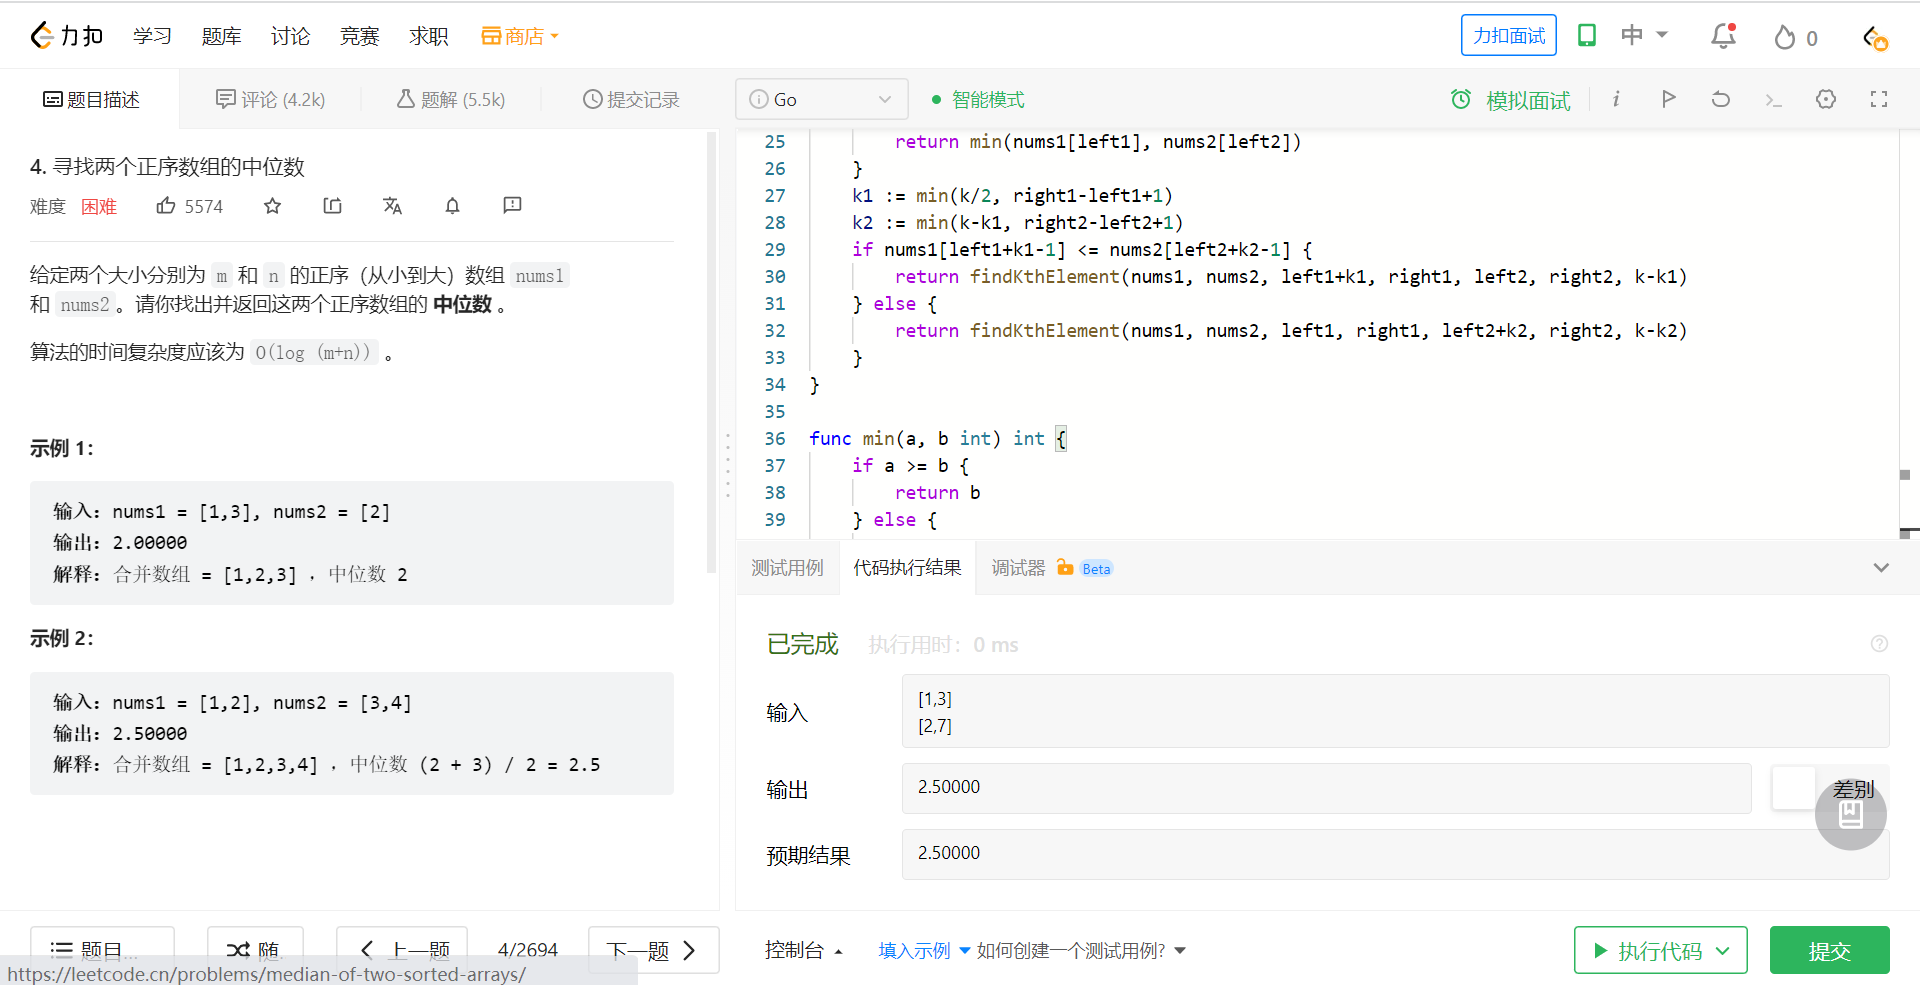 力扣 学习 题库 讨论 竞赛 求职 商店 力扣面试 中 0
题目描述 评论 (4.2k) 题解 (5.5k) 提交记录
4. 寻找两个正序数组的中位数
难度 困难 5574
给定两个大小分别为 m 和 n 的正序（从小到大）数组 nums1
和 nums2。请你找出并返回这两个正序数组的 中位数 。
算法的时间复杂度应该为 O(log (m+n)) 。
示例 1：
输入：nums1 = [1,3], nums2 = [2]
输出：2.00000
解释：合并数组 = [1,2,3] ，中位数 2
示例 2：
输入：nums1 = [1,2], nums2 = [3,4]
输出：2.50000
解释：合并数组 = [1,2,3,4] ，中位数 (2 + 3) / 2 = 2.5
题目... 随 上一题 4/2694 下一题
https://leetcode.cn/problems/median-of-two-sorted-arrays/
Go 智能模式 模拟面试
25 return min(nums1[left1], nums2[left2])
26 }
27 k1 := min(k/2, right1-left1+1)
28 k2 := min(k-k1, right2-left2+1)
29 if nums1[left1+k1-1] <= nums2[left2+k2-1] {
30 return findKthElement(nums1, nums2, left1+k1, right1, left2, right2, k-k1)
31 } else {
32 return findKthElement(nums1, nums2, left1, right1, left2+k2, right2, k-k2)
33 }
34 }
35
36 func min(a, b int) int {
37 if a >= b {
38 return b
39 } else {
测试用例 代码执行结果 调试器 Beta
已完成 执行用时：0 ms
输入
[1,3]
[2,7]
输出 2.50000 差别
预期结果 2.50000
控制台 填入示例 如何创建一个测试用例? 执行代码 提交